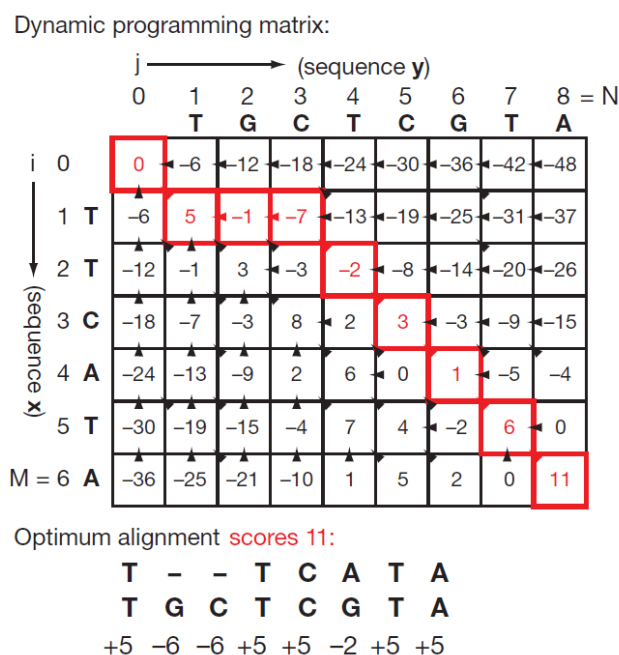 Dynamic programming matrix:
j (sequence y)
0 1 2 3 4 5 6 7 8 = N
T G C T C G T A
i 0 0 −6 −12 −18 −24 −30 −36 −42 −48
1 T −6 5 −1 −7 −13 −19 −25 −31 −37
2 T −12 −1 3 −3 −2 −8 −14 −20 −26
3 C −18 −7 −3 8 2 3 −3 −9 −15
4 A −24 −13 −9 2 6 0 1 −5 −4
5 T −30 −19 −15 −4 7 4 −2 6 0
M = 6 A −36 −25 −21 −10 1 5 2 0 11
(sequence x)
Optimum alignment scores 11:
T – – T C A T A
T G C T C G T A
+5 −6 −6 +5 +5 −2 +5 +5